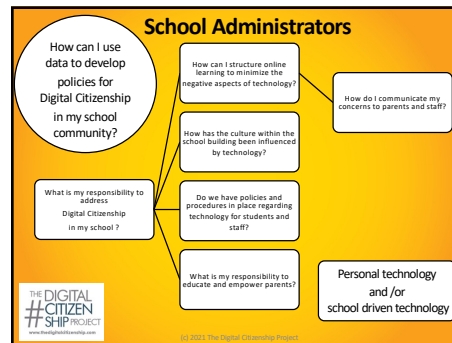 School Administrators
How can I use
data to develop
policies for
Digital Citizenship
in my school
community?
How can I structure online
learning to minimize the
negative aspects of technology?
How do I communicate my
concerns to parents and staff?
How has the culture within the
school building been influenced
by technology?
What is my responsibility to
address
Digital Citizenship
in my school ?
Do we have policies and
procedures in place regarding
technology for students and
staff?
What is my responsibility to
educate and empower parents?
Personal technology
and /or
school driven technology
THE DIGITAL
#CITIZEN
SHIP PROJECT
www.thedigitalcitizenship.com
(c) 2021 The Digital Citizenship Project